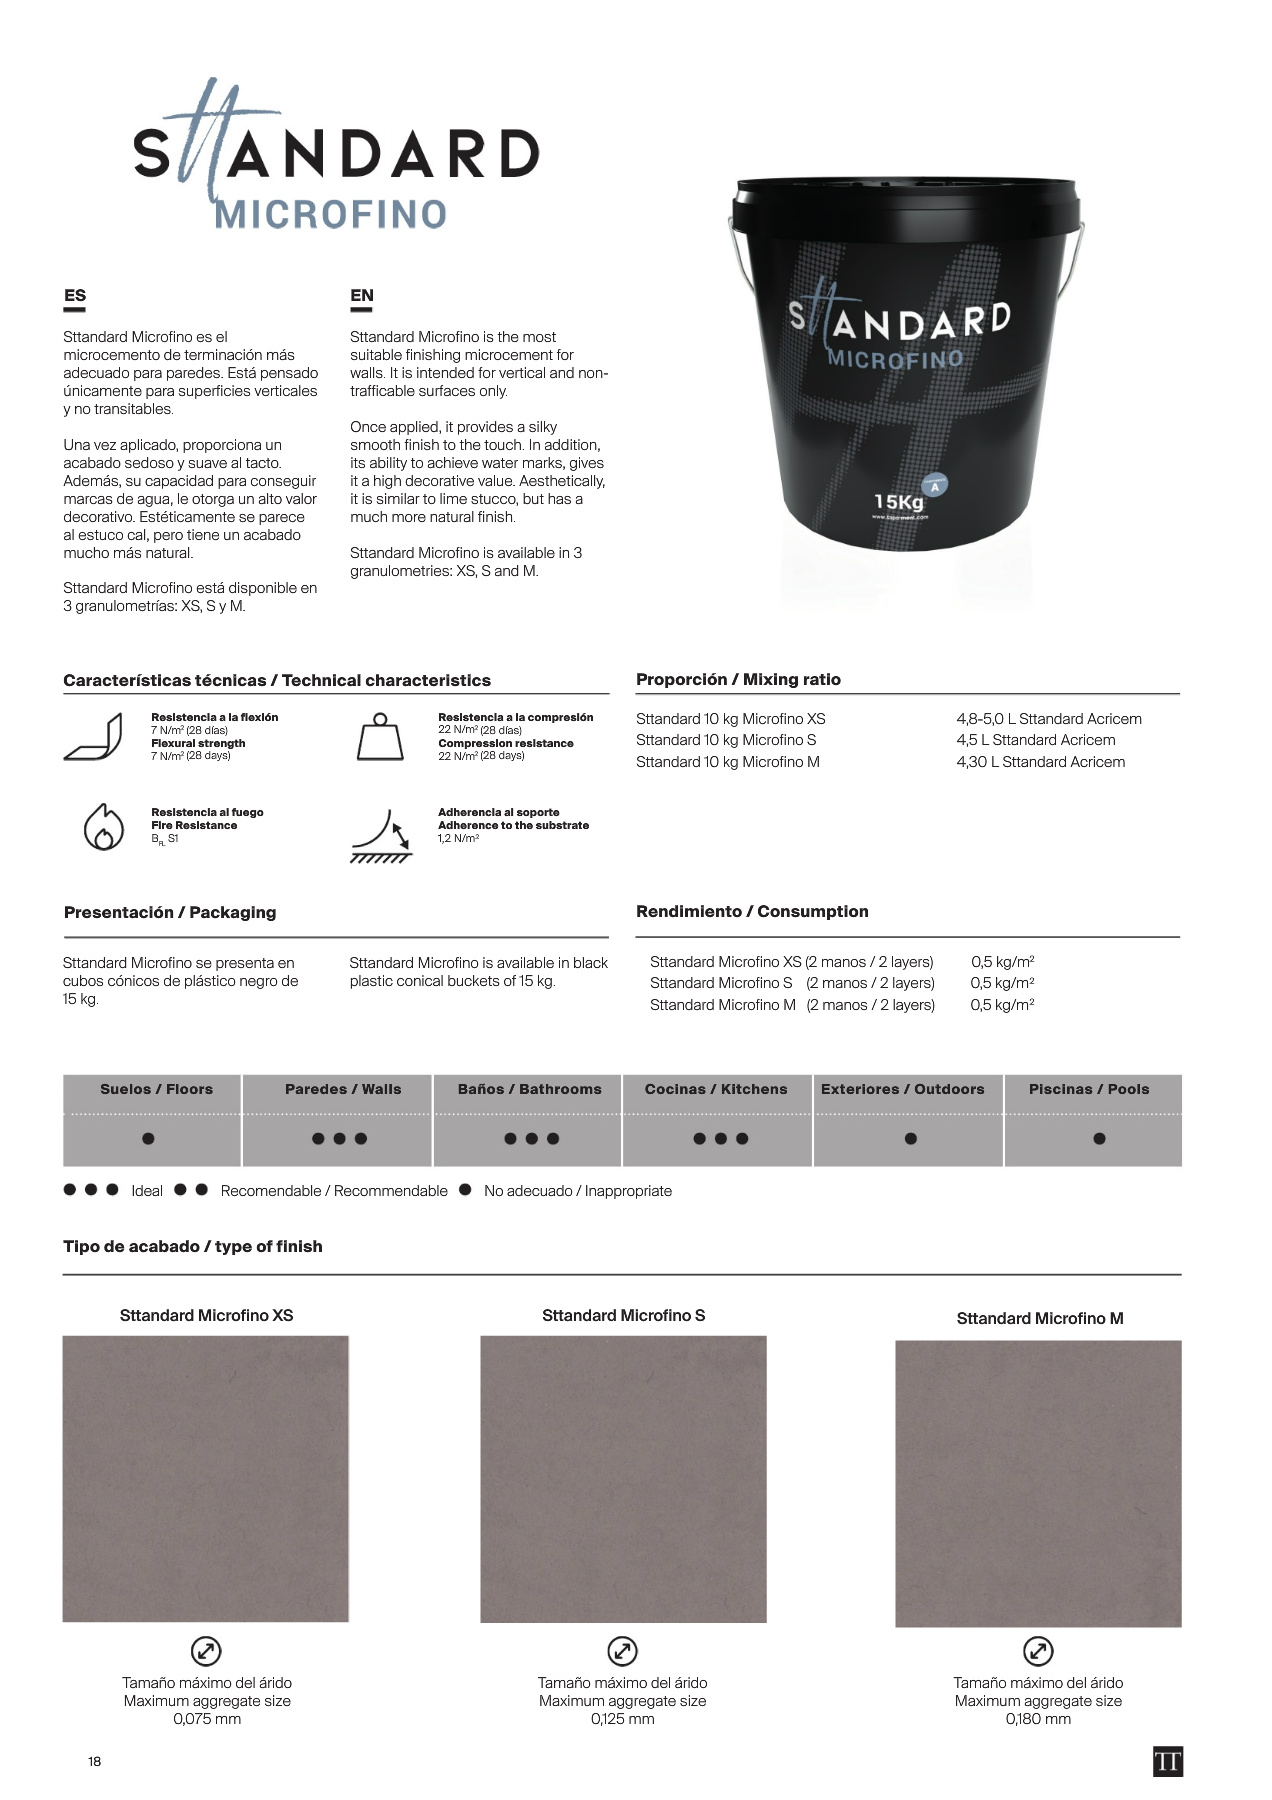 STTANDARD
MICROFINO
ES
Sttandard Microfino es el
microcemento de terminación más
adecuado para paredes. Está pensado
únicamente para superficies verticales
y no transitables.
Una vez aplicado, proporciona un
acabado sedoso y suave al tacto.
Además, su capacidad para conseguir
marcas de agua, le otorga un alto valor
decorativo. Estéticamente se parece
al estuco cal, pero tiene un acabado
mucho más natural.
Sttandard Microfino está disponible en
3 granulometrías: XS, S y M.
EN
Sttandard Microfino is the most
suitable finishing microcement for
walls. It is intended for vertical and non-
trafficable surfaces only.
Once applied, it provides a silky
smooth finish to the touch. In addition,
its ability to achieve water marks, gives
it a high decorative value. Aesthetically,
it is similar to lime stucco, but has a
much more natural finish.
Sttandard Microfino is available in 3
granulometries: XS, S and M.
STTANDARD
MICROFINO
A
15Kg
Características técnicas / Technical characteristics
Resistencia a la flexión
7 N/m² (28 días)
Flexural strength
7 N/m² (28 days)
Resistencia a la compresión
22 N/m² (28 días)
Compression resistance
22 N/m² (28 days)
Resistencia al fuego
Fire Resistance
BFL S1
Adherencia al soporte
Adherence to the substrate
1,2 N/m²
Proporción / Mixing ratio
Sttandard 10 kg Microfino XS 4,8-5,0 L Sttandard Acricem
Sttandard 10 kg Microfino S 4,5 L Sttandard Acricem
Sttandard 10 kg Microfino M 4,30 L Sttandard Acricem
Presentación / Packaging
Sttandard Microfino se presenta en
cubos cónicos de plástico negro de
15 kg.
Sttandard Microfino is available in black
plastic conical buckets of 15 kg.
Rendimiento / Consumption
Sttandard Microfino XS (2 manos / 2 layers) 0,5 kg/m²
Sttandard Microfino S (2 manos / 2 layers) 0,5 kg/m²
Sttandard Microfino M (2 manos / 2 layers) 0,5 kg/m²
Suelos / Floors Paredes / Walls Baños / Bathrooms Cocinas / Kitchens Exteriores / Outdoors Piscinas / Pools
Ideal Recomendable / Recommendable No adecuado / Inappropriate
Tipo de acabado / type of finish
Sttandard Microfino XS
Sttandard Microfino S
Sttandard Microfino M
Tamaño máximo del árido
Maximum aggregate size
0,075 mm
Tamaño máximo del árido
Maximum aggregate size
0,125 mm
Tamaño máximo del árido
Maximum aggregate size
0,180 mm
18
TT